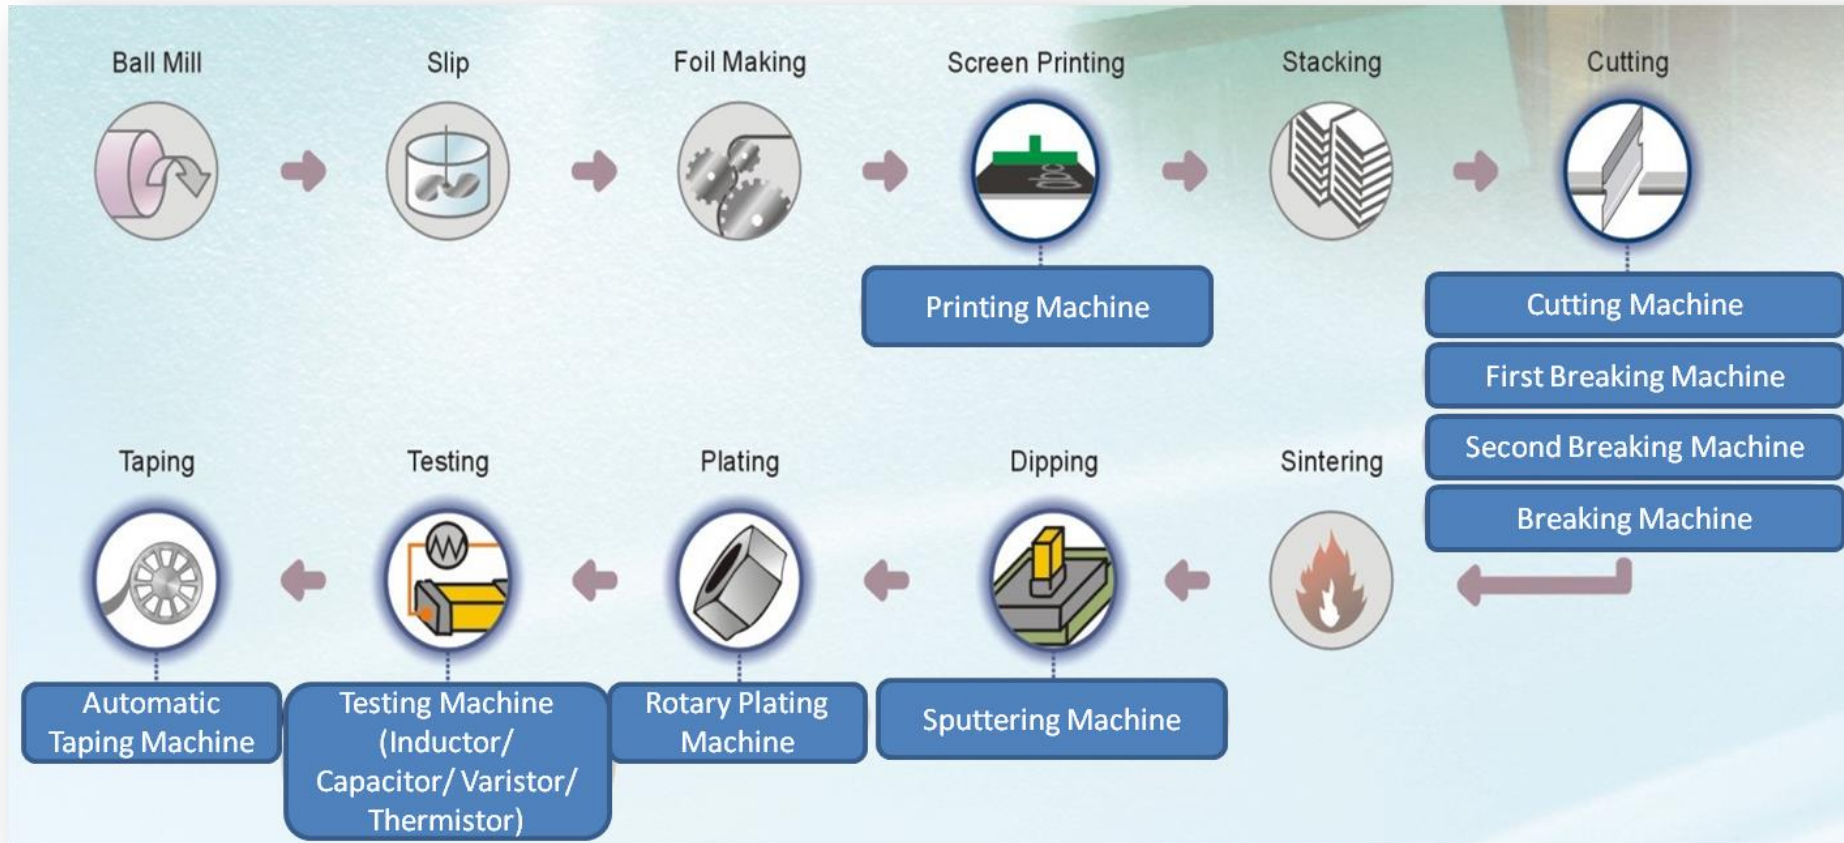 Ball Mill
Slip
Foil Making
Screen Printing
Stacking
Cutting
abc
Printing Machine
Cutting Machine
First Breaking Machine
Second Breaking Machine
Breaking Machine
Taping
Testing
Plating
Dipping
Sintering
Automatic
Taping Machine
Testing Machine
(Inductor/
Capacitor/ Varistor/
Thermistor)
Rotary Plating
Machine
Sputtering Machine